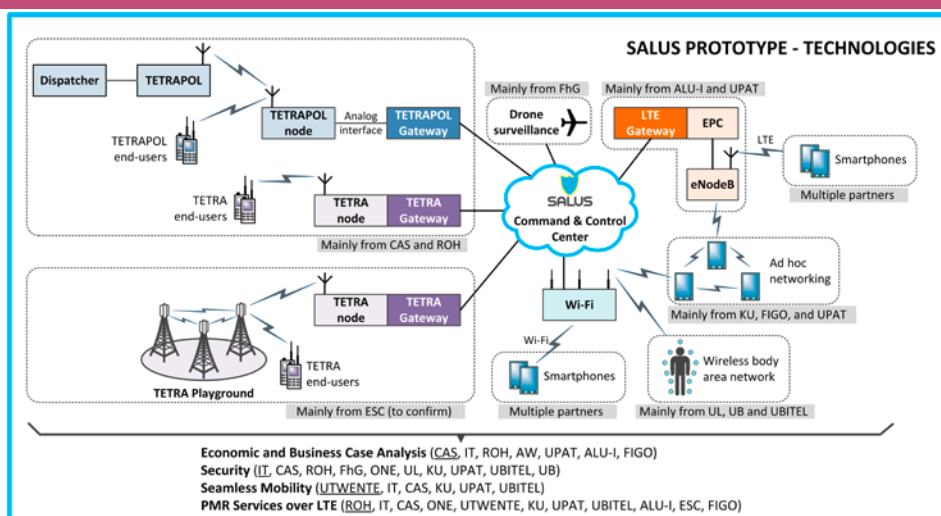 SALUS PROTOTYPE - TECHNOLOGIES
Dispatcher
TETRAPOL
TETRAPOL
end-users
TETRAPOL
node
Analog
interface
TETRAPOL
Gateway
TETRA
end-users
TETRA
node
TETRA
Gateway
Mainly from CAS and ROH
Mainly from FhG
Drone
surveillance
Mainly from ALU-I and UPAT
LTE
Gateway
EPC
eNodeB
LTE
Smartphones
Multiple partners
SALUS
Command & Control
Center
Ad hoc
networking
Mainly from KU, FIGO, and UPAT
Wi-Fi
Wi-Fi
Smartphones
Multiple partners
Wireless body
area network
Mainly from UL, UB and UBITEL
TETRA
node
TETRA
Gateway
TETRA
end-users
TETRA Playground
Mainly from ESC (to confirm)
Economic and Business Case Analysis (CAS, IT, ROH, AW, UPAT, ALU-I, FIGO)
Security (IT, CAS, ROH, FhG, ONE, UL, KU, UPAT, UBITEL, UB)
Seamless Mobility (UTWENTE, IT, CAS, KU, UPAT, UBITEL)
PMR Services over LTE (ROH, IT, CAS, ONE, UTWENTE, KU, UPAT, UBITEL, ALU-I, ESC, FIGO)